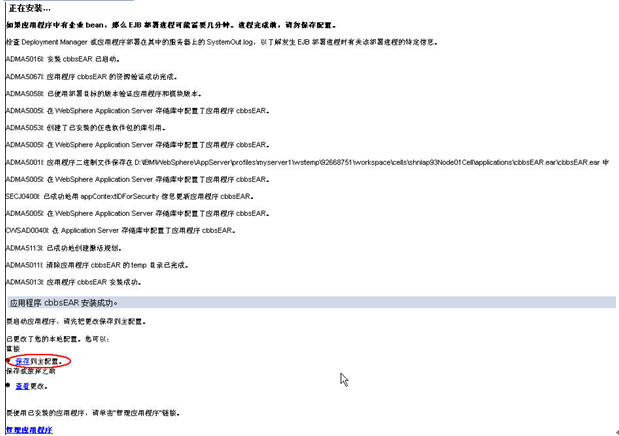 正在安装...
如果应用程序中有企业 bean，那么 EJB 部署进程可能需要几分钟。进程完成前，请勿保存配置。
检查 Deployment Manager 或应用程序部署在其中的服务器上的 SystemOut.log，以了解发生 EJB 部署进程时有关该部署进程的特定信息。
ADMA5016I: 安装 cbbsEAR 已启动。
ADMA5067I: 应用程序 cbbsEAR 的资源验证成功完成。
ADMA5058I: 已使用部署目标的版本验证应用程序和模块版本。
ADMA5005I: 在 WebSphere Application Server 存储库中配置了应用程序 cbbsEAR。
ADMA5053I: 创建了已安装的任选软件包的库引用。
ADMA5005I: 在 WebSphere Application Server 存储库中配置了应用程序 cbbsEAR。
ADMA5001I: 应用程序二进制文件保存在 D:\IBM\WebSphere\AppServer\profiles\myserver1\wstemp\92668751\workspace\cells\shnlap93Node01Cell\applications\cbbsEAR.ear\cbbsEAR.ear 中
ADMA5005I: 在 WebSphere Application Server 存储库中配置了应用程序 cbbsEAR。
SECJ0400I: 已成功地用 appContextIDForSecurity 信息更新应用程序 cbbsEAR。
ADMA5005I: 在 WebSphere Application Server 存储库中配置了应用程序 cbbsEAR。
CWSAD0040I: 在 Application Server 存储库中配置了应用程序 cbbsEAR。
ADMA5113I: 已成功地创建激活规划。
ADMA5011I: 清除应用程序 cbbsEAR 的 temp 目录已完成。
ADMA5013I: 应用程序 cbbsEAR 安装成功。
应用程序 cbbsEAR 安装成功。
要启动应用程序，请先把更改保存到主配置。
已更改了您的本地配置。您可以:
直接
保存到主配置。
保存或放弃之前
查看更改。
要使用已安装的应用程序，请单击"管理应用程序"链接。
管理应用程序